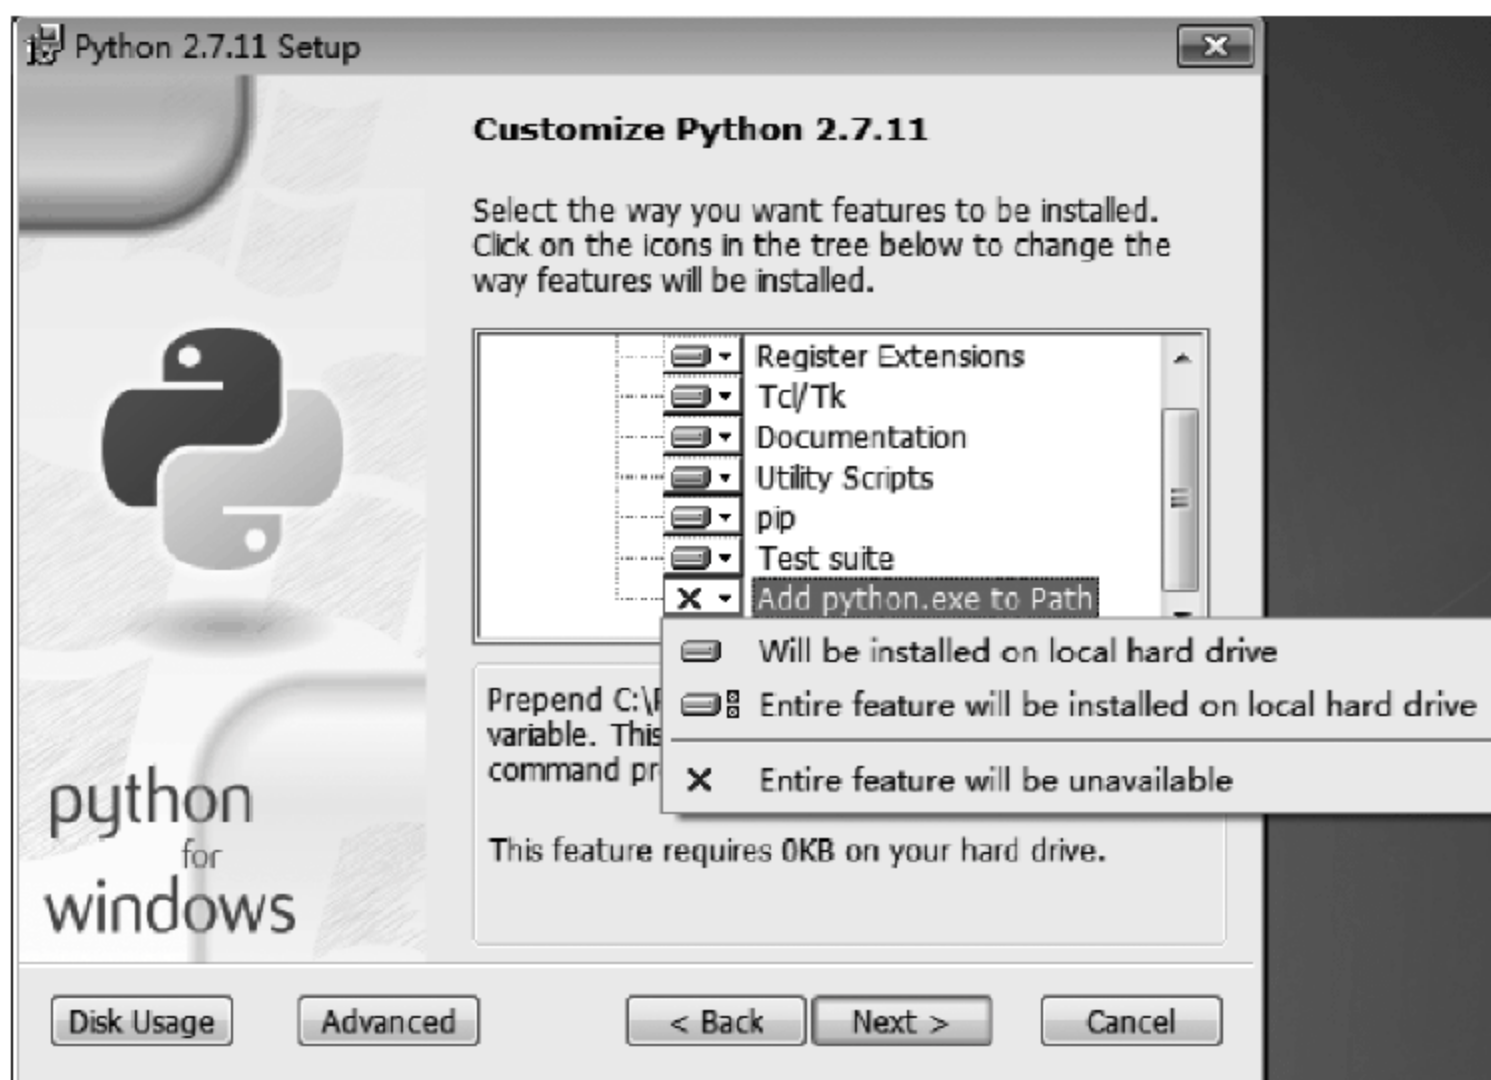 Python 2.7.11 Setup
Customize Python 2.7.11
Select the way you want features to be installed.
Click on the icons in the tree below to change the
way features will be installed.
Register Extensions
Tcl/Tk
Documentation
Utility Scripts
pip
Test suite
Add python.exe to Path
Will be installed on local hard drive
Entire feature will be installed on local hard drive
Entire feature will be unavailable
Prepend C:\
variable. This
command
This feature requires 0KB on your hard drive.
python
for
windows
Disk Usage
Advanced
< Back
Next >
Cancel